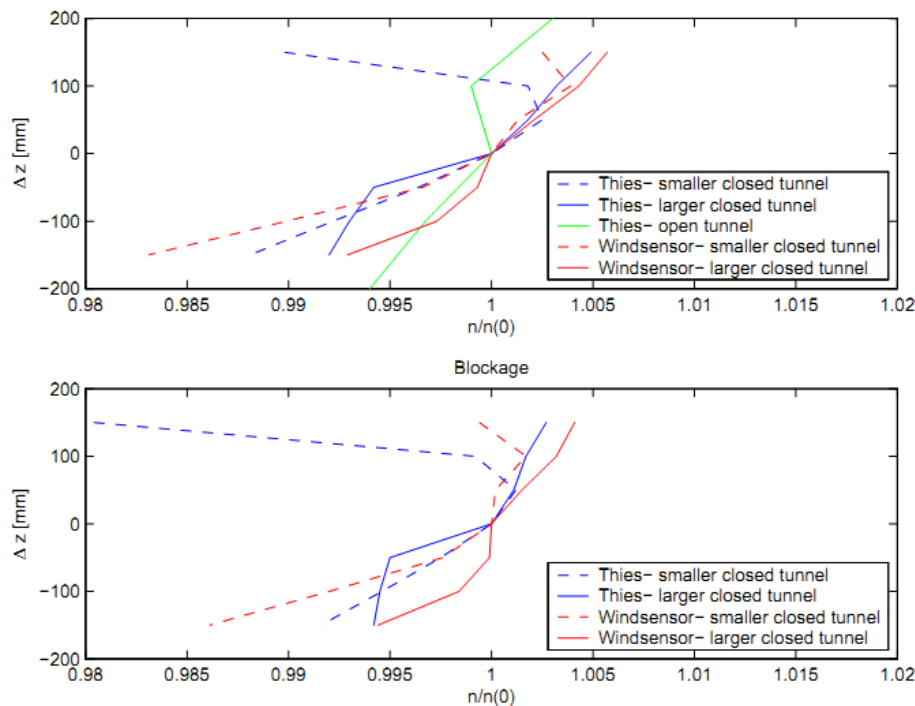 200
100
0
−100
−200
Δ z [mm]
Thies− smaller closed tunnel
Thies− larger closed tunnel
Thies− open tunnel
Windsensor− smaller closed tunnel
Windsensor− larger closed tunnel
0.98 0.985 0.99 0.995 1 1.005 1.01 1.015 1.02
n/n(0)
Blockage
200
100
0
−100
−200
Δ z [mm]
Thies− smaller closed tunnel
Thies− larger closed tunnel
Windsensor− smaller closed tunnel
Windsensor− larger closed tunnel
0.98 0.985 0.99 0.995 1 1.005 1.01 1.015 1.02
n/n(0)